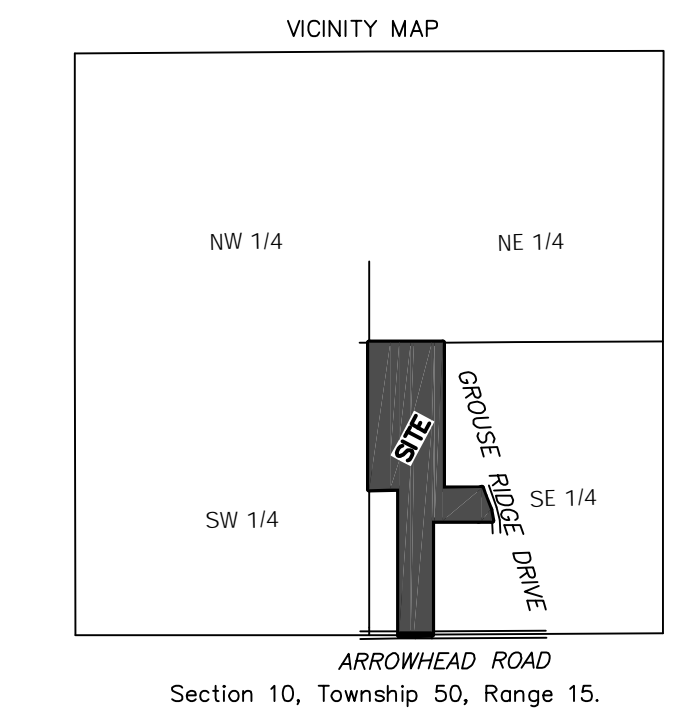 VICINITY MAP
NW 1/4
NE 1/4
SITE
GROUSE RIDGE DRIVE
SW 1/4
SE 1/4
ARROWHEAD ROAD
Section 10, Township 50, Range 15.